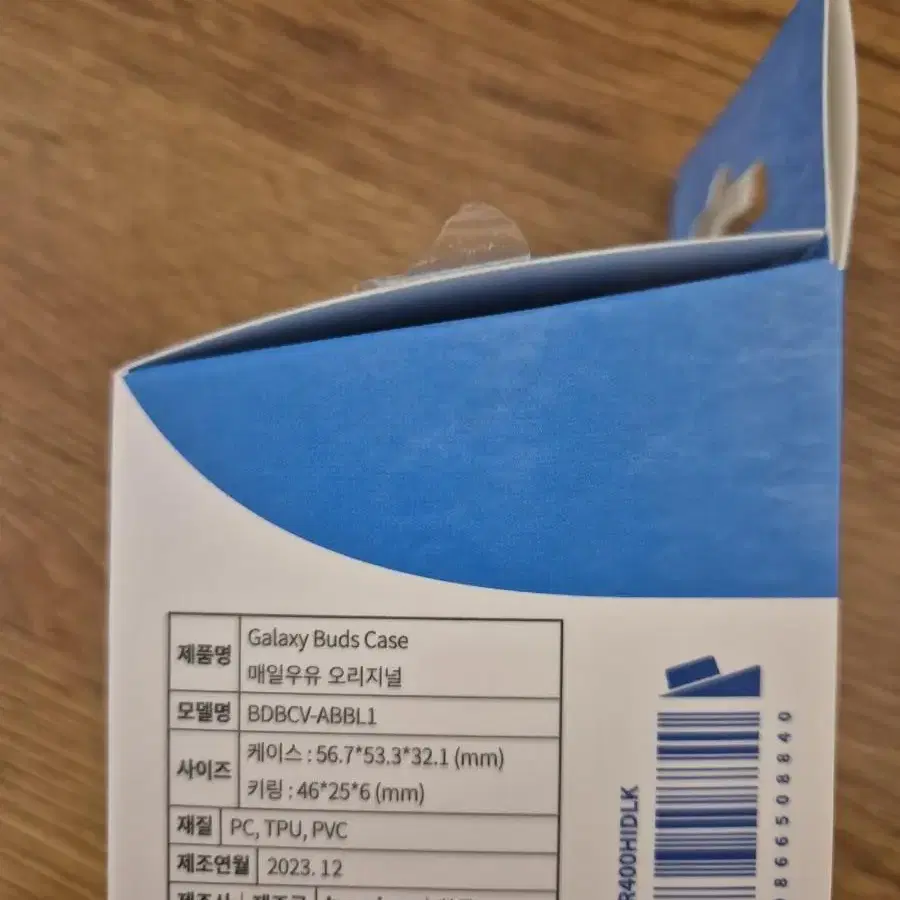 제품명 Galaxy Buds Case
매일우유 오리지널
모델명 BDBCV-ABBL1
사이즈 케이스 : 56.7*53.3*32.1 (mm)
키링 : 46*25*6 (mm)
재질 PC, TPU, PVC
제조연월 2023. 12
R400HIDLK
866508840